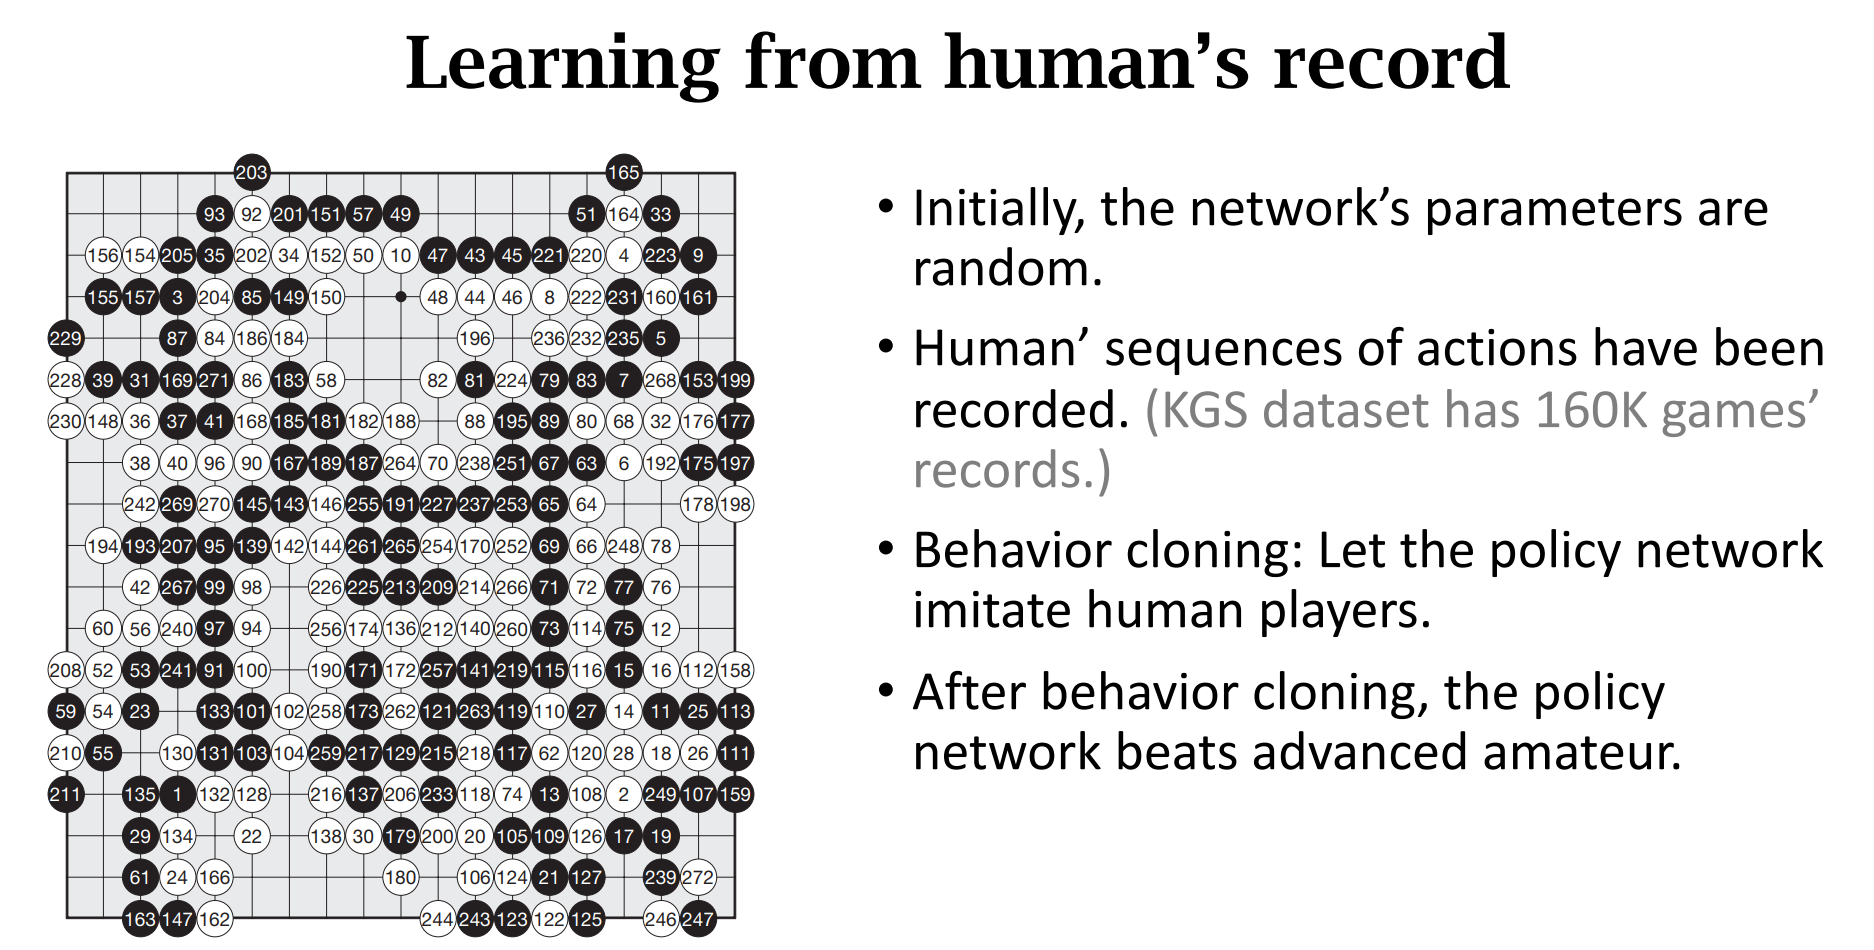 Learning from human's record
203 165
93 92 201 151 57 49 51 164 33
156 154 205 35 202 34 152 50 10 47 43 45 221 220 4 223 9
155 157 3 204 85 149 150 48 44 46 8 222 231 160 161
229 87 84 186 184 196 236 232 235 5
228 39 31 169 271 86 183 58 82 81 224 79 83 7 268 153 199
230 148 36 37 41 168 185 181 182 188 88 195 89 80 68 32 176 177
38 40 96 90 167 189 187 264 70 238 251 67 63 6 192 175 197
242 269 270 145 143 146 255 191 227 237 253 65 64 178 198
194 193 207 95 139 142 144 261 265 254 170 252 69 66 248 78
42 267 99 98 226 225 213 209 214 266 71 72 77 76
60 56 240 97 94 256 174 136 212 140 260 73 114 75 12
208 52 53 241 91 100 190 171 172 257 141 219 115 116 15 16 112 158
59 54 23 133 101 102 258 173 262 121 263 119 110 27 14 11 25 113
210 55 130 131 103 104 259 217 129 215 218 117 62 120 28 18 26 111
211 135 1 132 128 216 137 206 233 118 74 13 108 2 249 107 159
29 134 22 138 30 179 200 20 105 109 126 17 19
61 24 166 180 106 124 21 127 239 272
163 147 162 244 243 123 122 125 246 247
• Initially, the network's parameters are
random.
• Human' sequences of actions have been
recorded. (KGS dataset has 160K games'
records.)
• Behavior cloning: Let the policy network
imitate human players.
• After behavior cloning, the policy
network beats advanced amateur.